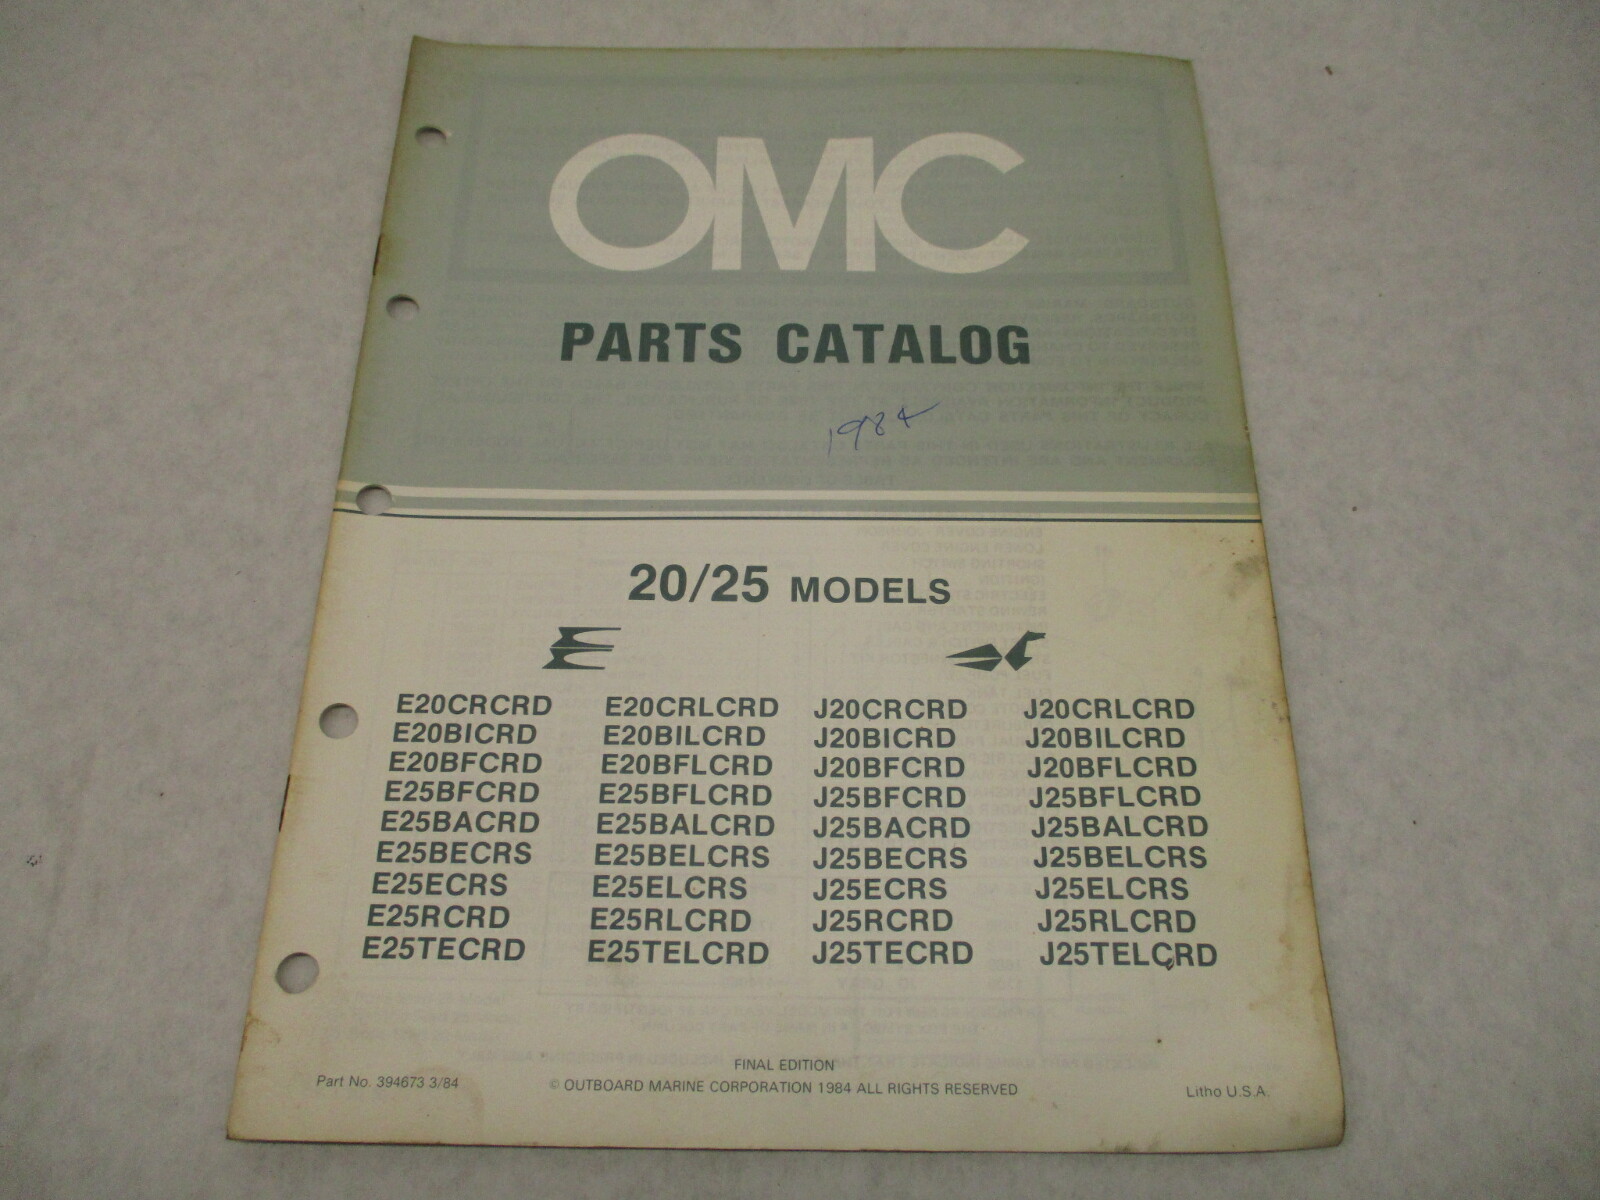 OMC
PARTS CATALOG
1984
20/25 MODELS
E20CRCRD E20CRLCRD J20CRCRD J20CRLCRD
E20BICRD E20BILCRD J20BICRD J20BILCRD
E20BFCRD E20BFLCRD J20BFCRD J20BFLCRD
E25BFCRD E25BFLCRD J25BFCRD J25BFLCRD
E25BACRD E25BALCRD J25BACRD J25BALCRD
E25BECRS E25BELCRS J25BECRS J25BELCRS
E25ECRS E25ELCRS J25ECRS J25ELCRS
E25RCRD E25RLCRD J25RCRD J25RLCRD
E25TECRD E25TELCRD J25TECRD J25TELCRD
FINAL EDITION
Part No. 394673 3/84 © OUTBOARD MARINE CORPORATION 1984 ALL RIGHTS RESERVED Litho U.S.A.